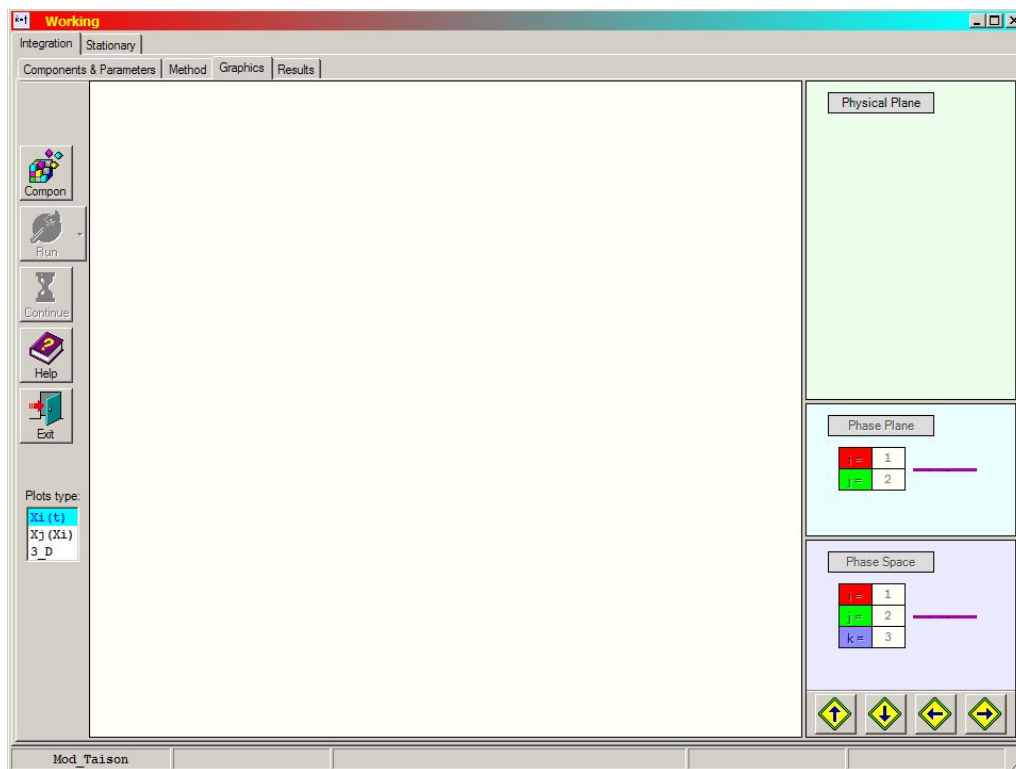 Working
Integration Stationary
Components & Parameters Method Graphics Results
Physical Plane
Compon
Run
Continue
Help
Exit
Plots type:
Xi(t)
Xj(Xi)
3_D
Phase Plane
i = 1
j = 2
Phase Space
i = 1
j = 2
k = 3
Mod_Taison